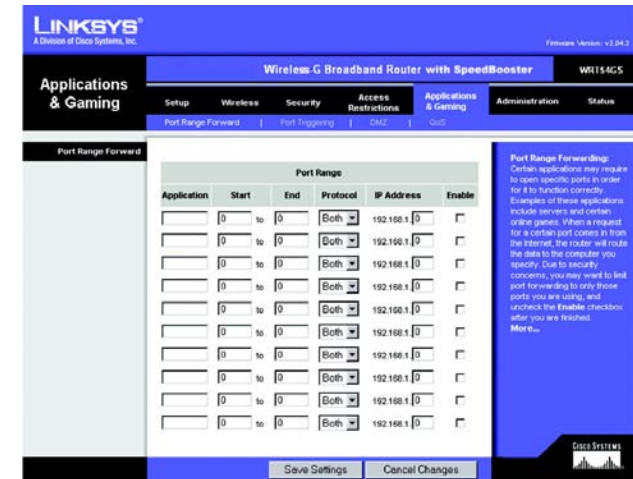 LINKSYS®
A Division of Cisco Systems, Inc.
Firmware Version: v2.04.3
Wireless-G Broadband Router with SpeedBooster WRT54GS
Applications & Gaming
Setup Wireless Security Access Restrictions Applications & Gaming Administration Status
Port Range Forward | Port Triggering | DMZ | QoS
Port Range Forward
Port Range
Application Start End Protocol IP Address Enable
0 to 0 Both 192.168.1.0
0 to 0 Both 192.168.1.0
0 to 0 Both 192.168.1.0
0 to 0 Both 192.168.1.0
0 to 0 Both 192.168.1.0
0 to 0 Both 192.168.1.0
0 to 0 Both 192.168.1.0
0 to 0 Both 192.168.1.0
0 to 0 Both 192.168.1.0
0 to 0 Both 192.168.1.0
Port Range Forwarding:
Certain applications may require
to open specific ports in order
for it to function correctly.
Examples of these applications
include servers and certain
online games. When a request
for a certain port comes in from
the Internet, the router will route
the data to the computer you
specify. Due to security
concerns, you may want to limit
port forwarding to only those
ports you are using, and
uncheck the Enable checkbox
after you are finished.
More...
Save Settings Cancel Changes
CISCO SYSTEMS